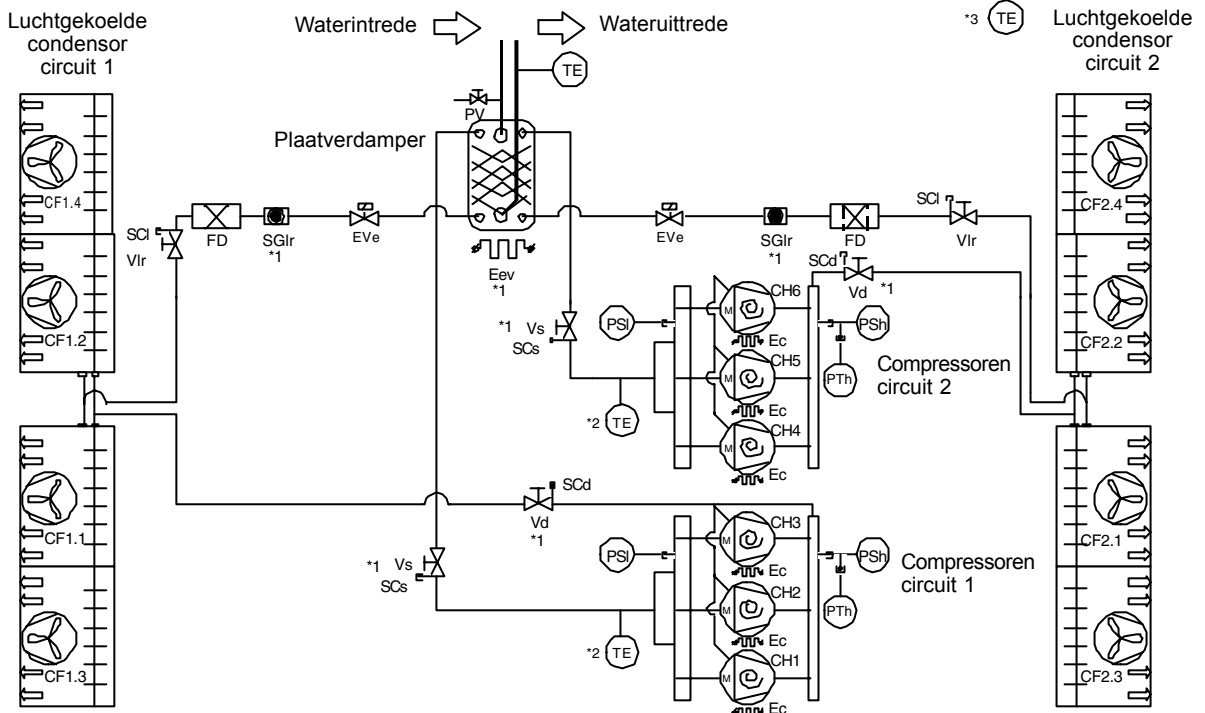 Luchtgekoelde
condensor
circuit 1
Waterintrede
Wateruittrede
*3 TE
Luchtgekoelde
condensor
circuit 2
TE
PV
Plaatverdamper
CF1.4
CF2.4
SCl
Vlr
FD
SGlr
*1
EVe
EVe
SGlr
*1
FD
SCl
Vlr
Eev
*1
SCd
Vd
*1
CF1.2
CF2.2
*1 Vs
SCs
PSl
M
CH6
Ec
PSh
M
CH5
Ec
PTh
Compressoren
circuit 2
*2 TE
M
CH4
Ec
CF1.1
CF2.1
SCd
Vd
*1
*1 Vs
SCs
PSl
M
CH3
Ec
PSh
Compressoren
circuit 1
M
CH2
Ec
PTh
*2 TE
M
CH1
Ec
CF1.3
CF2.3